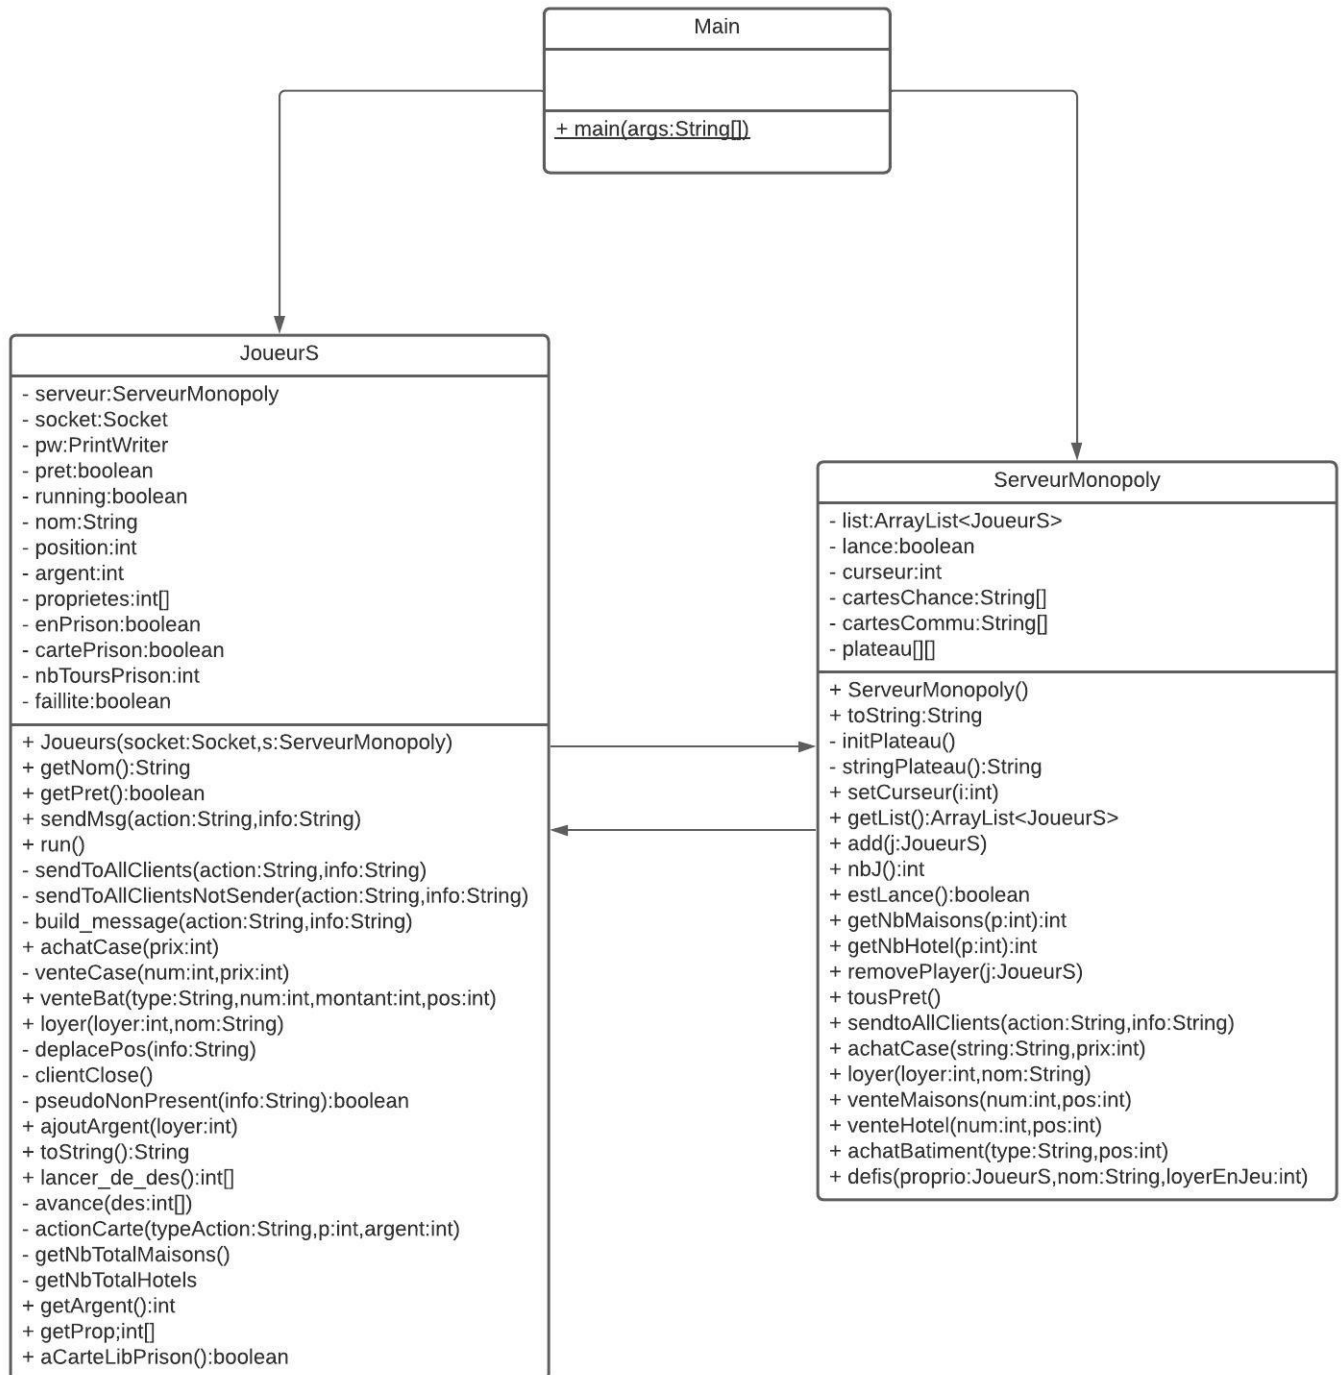 Main
+ main(args:String[])
JoueurS
- serveur:ServeurMonopoly
- socket:Socket
- pw:PrintWriter
- pret:boolean
- running:boolean
- nom:String
- position:int
- argent:int
- proprietes:int[]
- enPrison:boolean
- cartePrison:boolean
- nbToursPrison:int
- faillite:boolean
+ Joueurs(socket:Socket,s:ServeurMonopoly)
+ getNom():String
+ getPret():boolean
+ sendMsg(action:String,info:String)
+ run()
- sendToAllClients(action:String,info:String)
- sendToAllClientsNotSender(action:String,info:String)
- build_message(action:String,info:String)
+ achatCase(prix:int)
- venteCase(num:int,prix:int)
+ venteBat(type:String,num:int,montant:int,pos:int)
+ loyer(loyer:int,nom:String)
- deplacePos(info:String)
- clientClose()
- pseudoNonPresent(info:String):boolean
+ ajoutArgent(loyer:int)
+ toString():String
+ lancer_de_des():int[]
- avance(des:int[])
- actionCarte(typeAction:String,p:int,argent:int)
- getNbTotalMaisons()
- getNbTotalHotels
+ getArgent():int
+ getProp;int[]
+ aCarteLibPrison():boolean
ServeurMonopoly
- list:ArrayList<JoueurS>
- lance:boolean
- curseur:int
- cartesChance:String[]
- cartesCommu:String[]
- plateau[][]
+ ServeurMonopoly()
+ toString:String
- initPlateau()
- stringPlateau():String
+ setCurseur(i:int)
+ getList():ArrayList<JoueurS>
+ add(j:JoueurS)
+ nbJ():int
+ estLance():boolean
+ getNbMaisons(p:int):int
+ getNbHotel(p:int):int
+ removePlayer(j:JoueurS)
+ tousPret()
+ sendtoAllClients(action:String,info:String)
+ achatCase(string:String,prix:int)
+ loyer(loyer:int,nom:String)
+ venteMaisons(num:int,pos:int)
+ venteHotel(num:int,pos:int)
+ achatBatiment(type:String,pos:int)
+ defis(proprio:JoueurS,nom:String,loyerEnJeu:int)